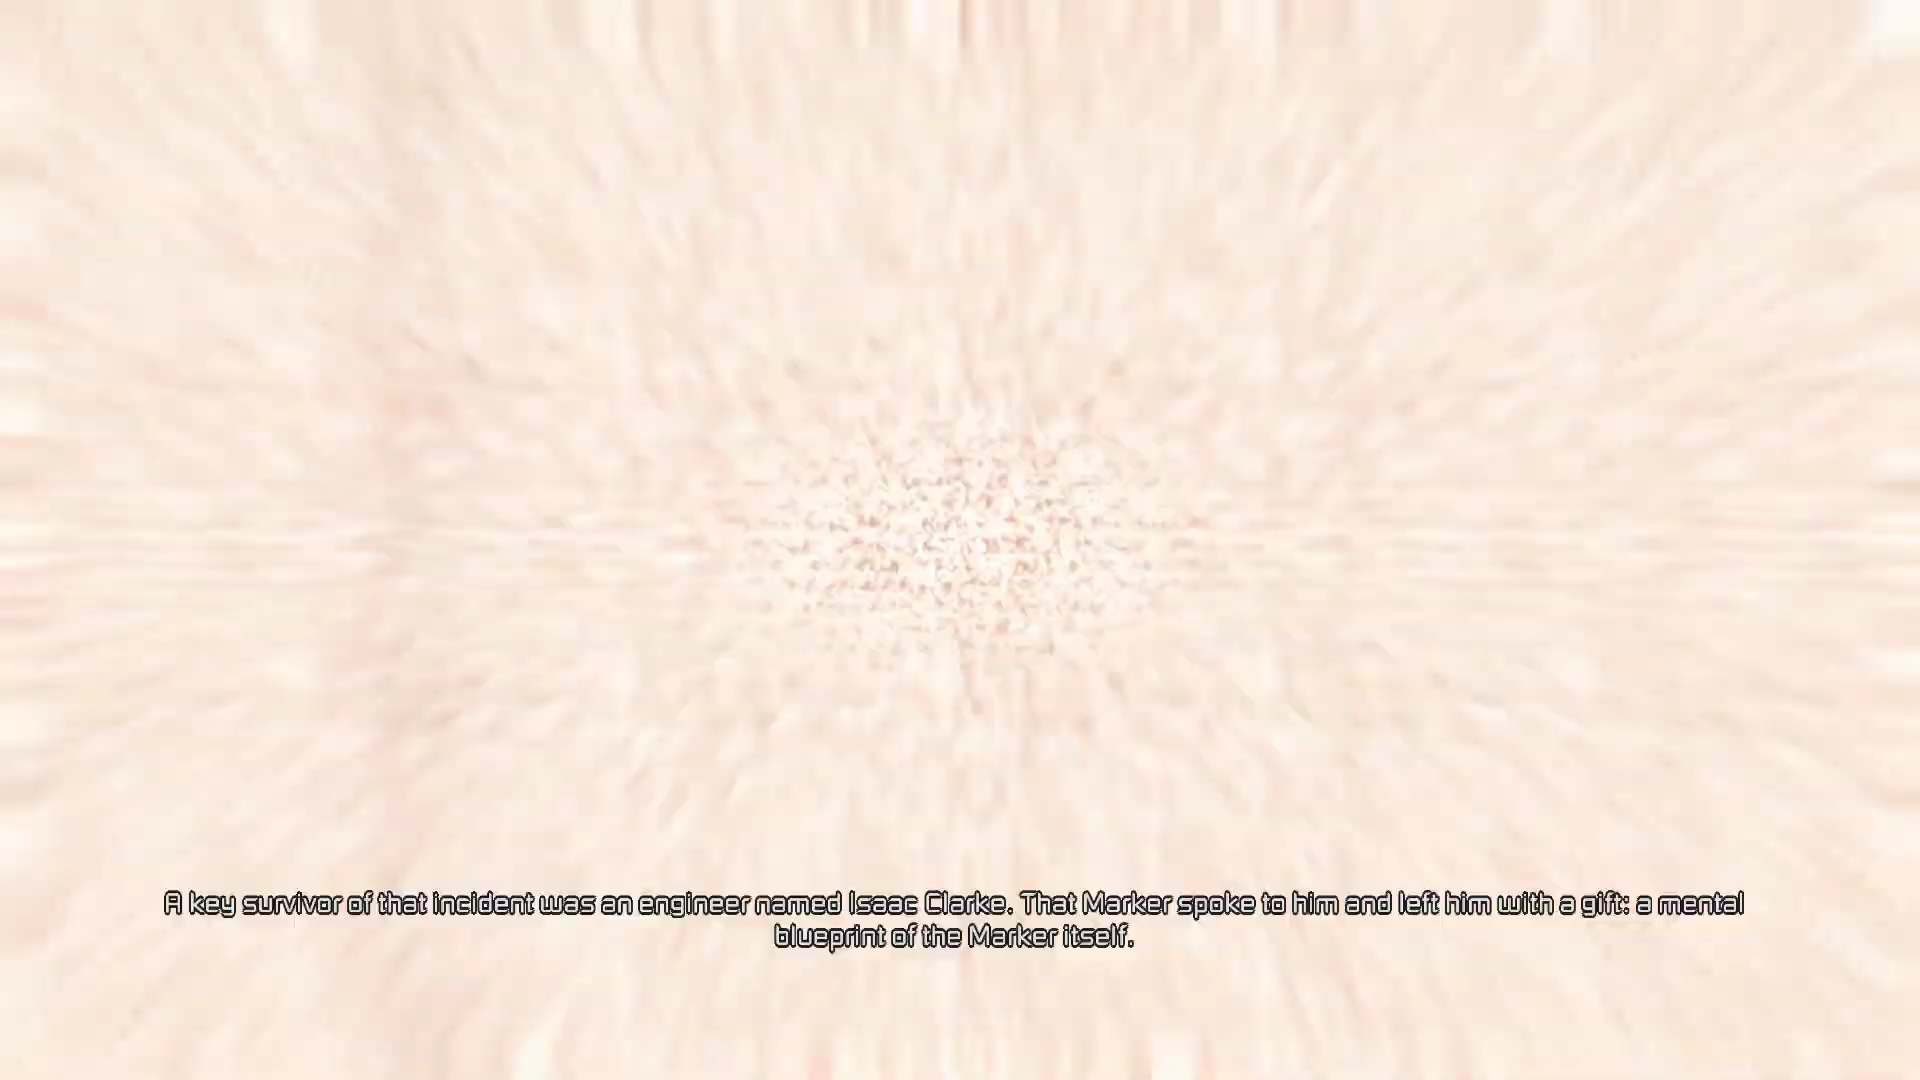 A key survivor of that incident was an engineer named Isaac Clarke. That Marker spoke to him and left him with a gift: a mental
blueprint of the Marker itself.